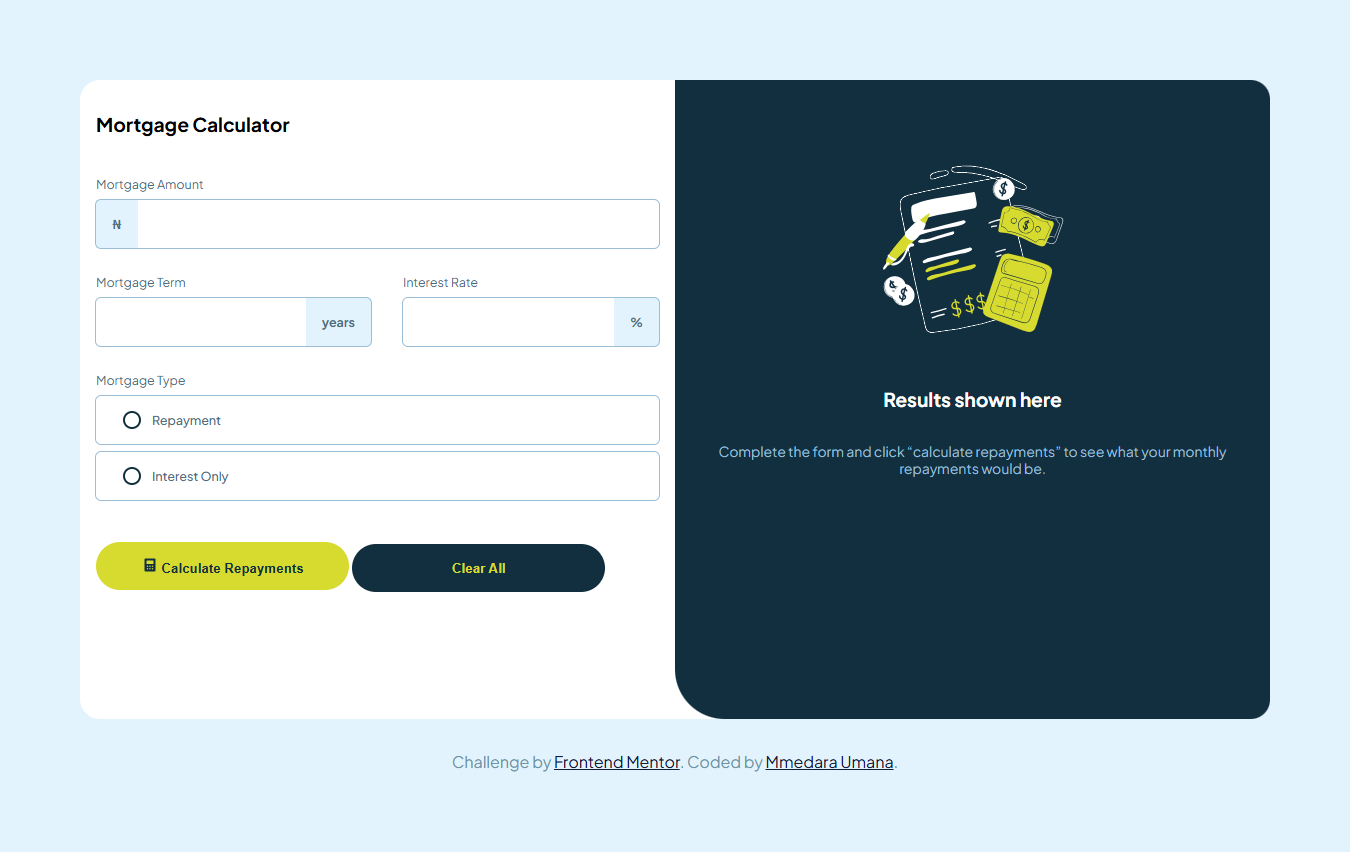 Mortgage Calculator
Mortgage Amount
₦
Mortgage Term
Interest Rate
years
%
Mortgage Type
Repayment
Interest Only
Calculate Repayments
Clear All
$
$
$
$$$
Results shown here
Complete the form and click “calculate repayments” to see what your monthly
repayments would be.
Challenge by Frontend Mentor. Coded by Mmedara Umana.